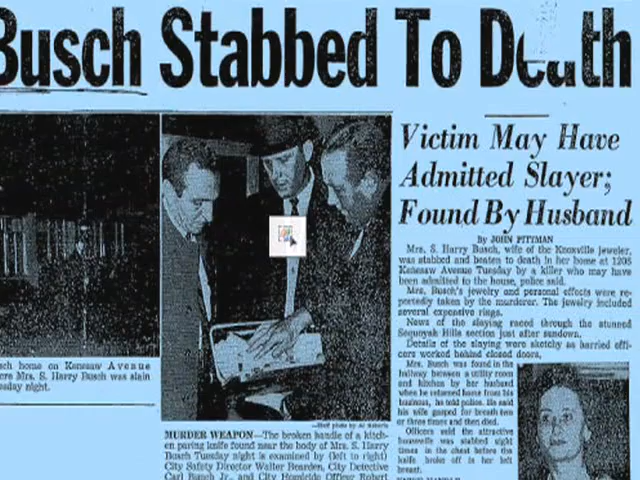 Busch Stabbed To Death
Victim May Have
Admitted Slayer;
Found By Husband
By JOHN PITTMAN
Mrs. S. Harry Busch, wife of the Knoxville jeweler,
was stabbed and beaten to death in her home at 1208
Kenesaw Avenue Tuesday by a killer who may have
been admitted to the house, police said.
Mrs. Busch's jewelry and personal effects were re-
portedly taken by the murderer. The jewelry included
several expensive rings.
News of the slaying raced through the stunned
Sequoyah Hills section just after sundown.
Details of the slaying were sketchy as harried offi-
cers worked behind closed doors.
Mrs. Busch was found in the
hallway between a utility room
and kitchen by her husband
when he returned home from his
business, he told police. He said
his wife gasped for breath two
or three times and then died.
Officers said the attractive
housewife was stabbed eight
times in the chest before the
knife broke off in her left
breast.
home on Kenesaw Avenue
Mrs. S. Harry Busch was slain
night.
MURDER WEAPON—The broken handle of a kitch-
en paring knife found near the body of Mrs. S. Harry
Busch Tuesday night is examined by (left to right)
City Safety Director Walter Bearden, City Detective
Carl Busch Jr., and City Homicide Officer Robert